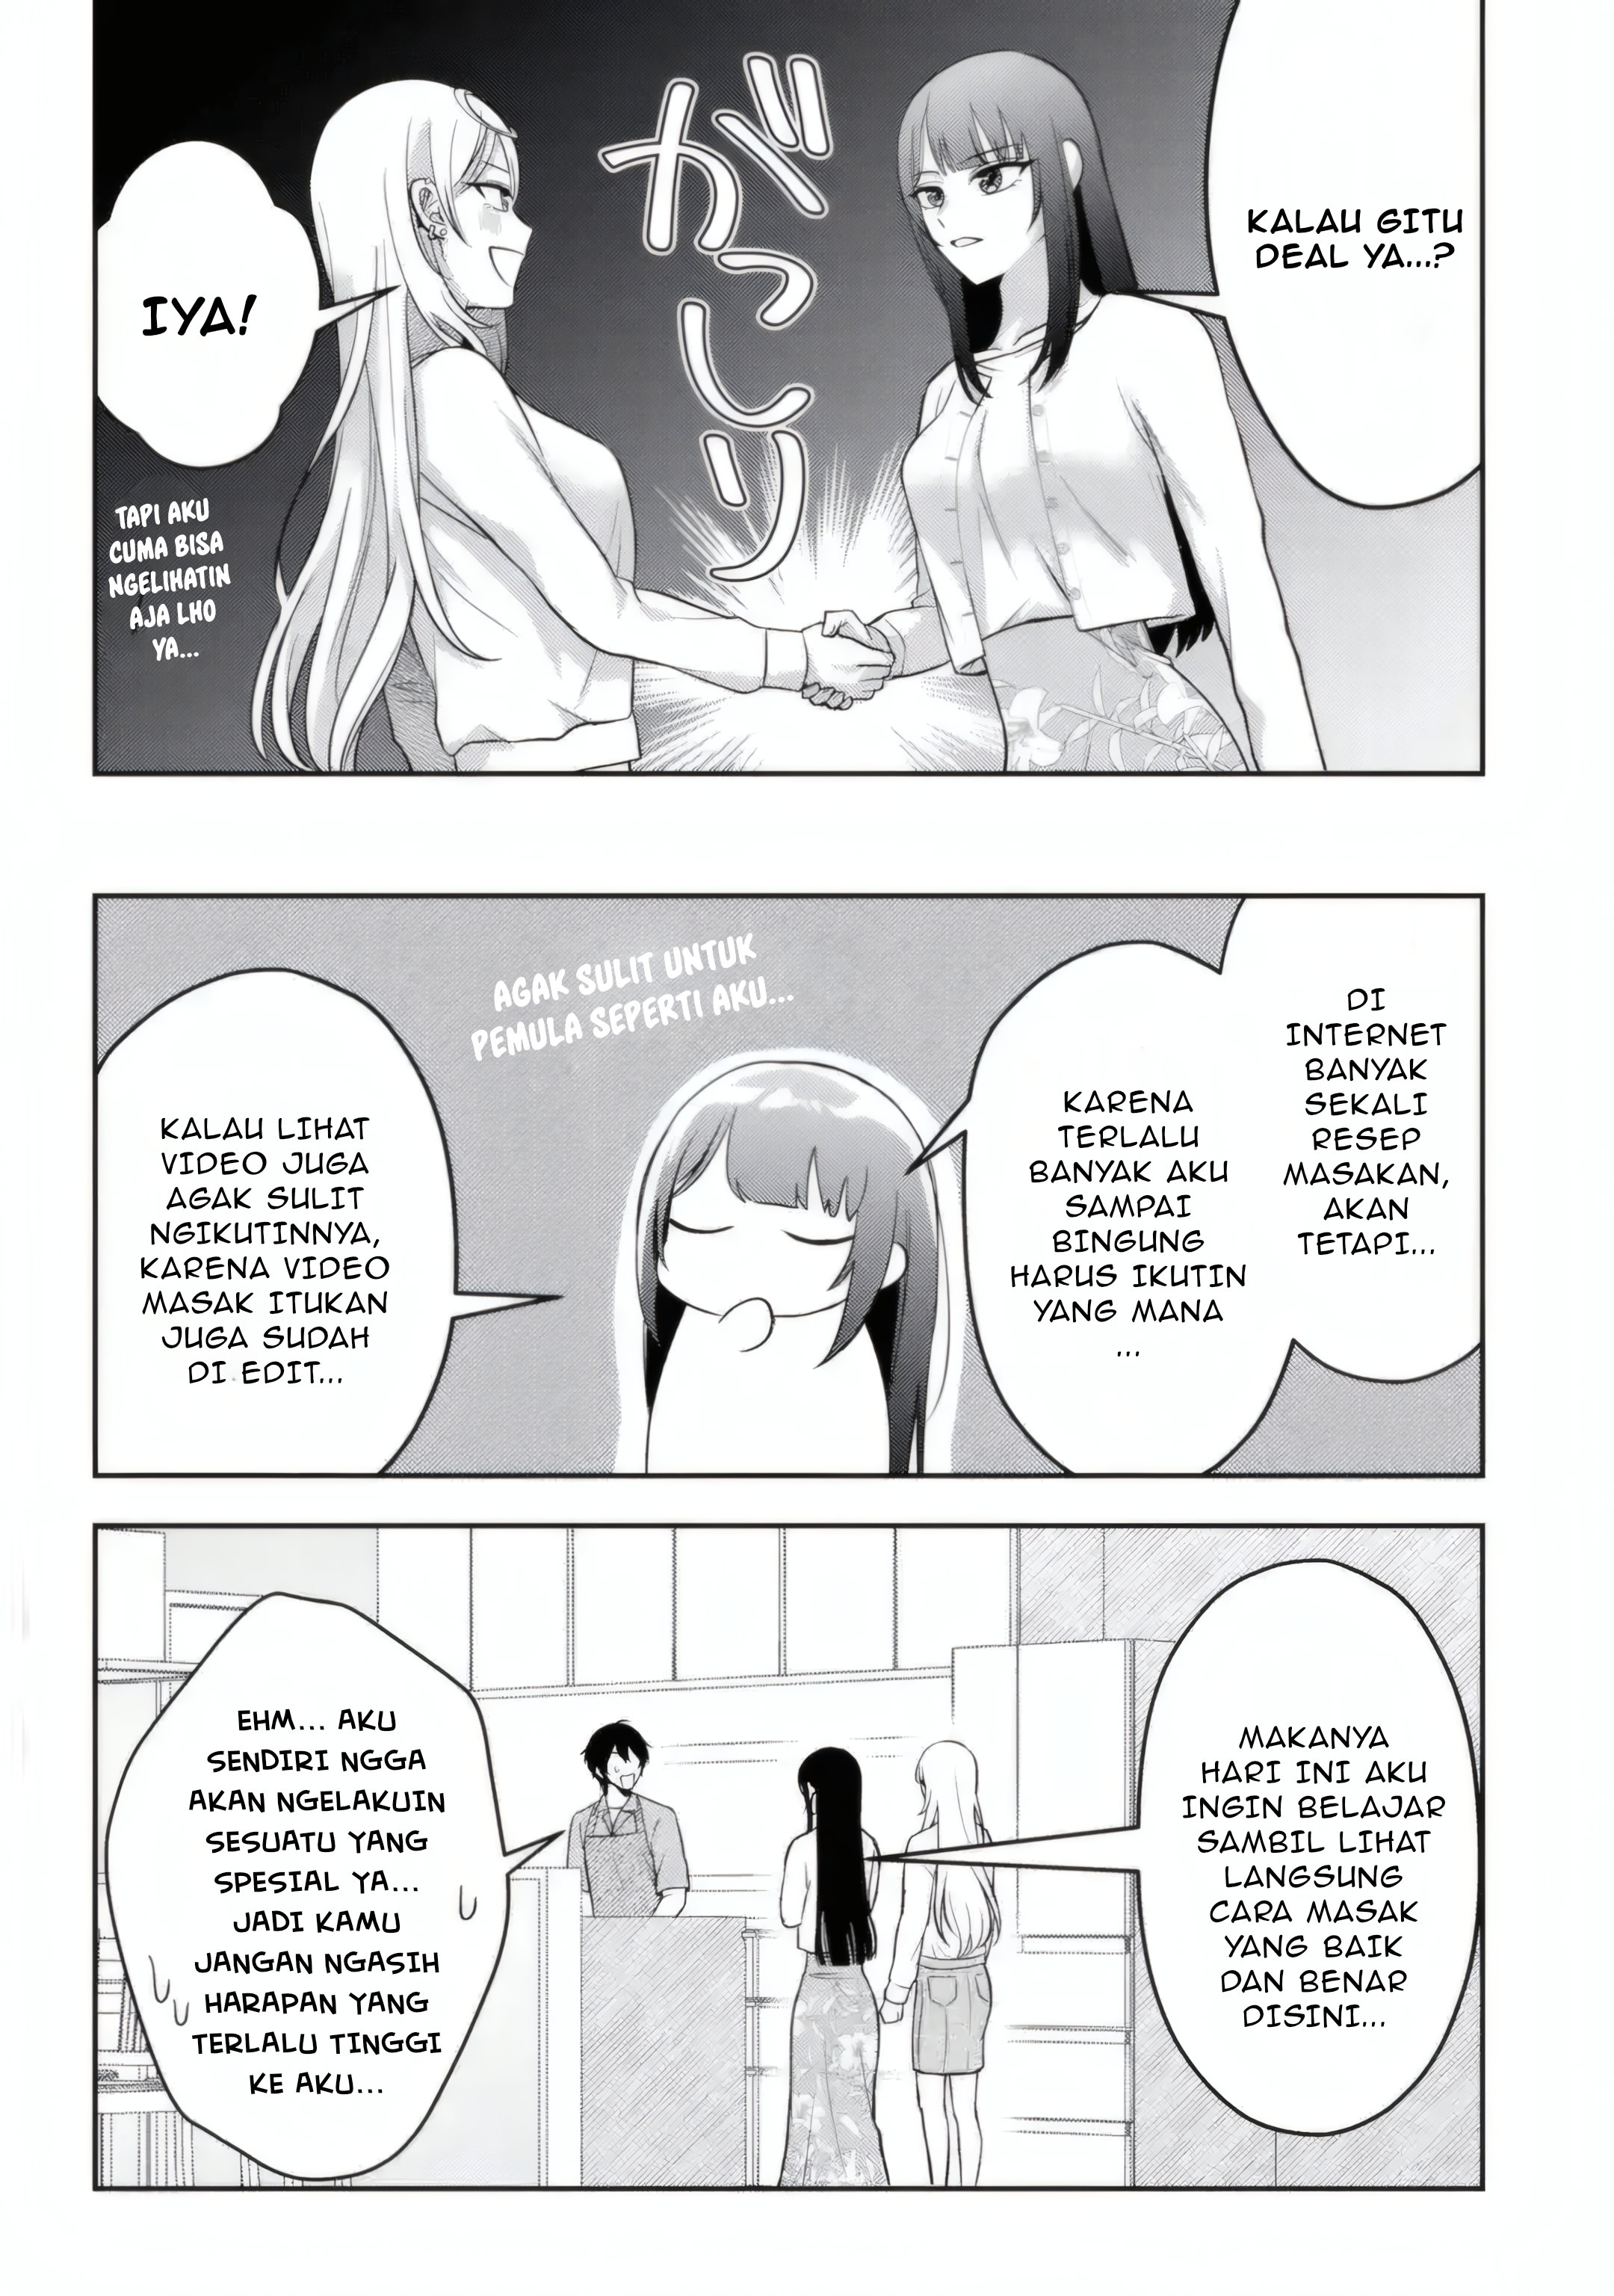 KALAU GITU
DEAL YA...?
がっしり
IYA!
TAPI AKU
CUMA BISA
NGELIHATIN
AJA LHO
YA...
DI
INTERNET
BANYAK
SEKALI
RESEP
MASAKAN,
AKAN
TETAPI...
KARENA
TERLALU
BANYAK AKU
SAMPAI
BINGUNG
HARUS IKUTIN
YANG MANA
...
AGAK SULIT UNTUK
PEMULA SEPERTI AKU...
KALAU LIHAT
VIDEO JUGA
AGAK SULIT
NGIKUTINNYA,
KARENA VIDEO
MASAK ITUKAN
JUGA SUDAH
DI EDIT...
MAKANYA
HARI INI AKU
INGIN BELAJAR
SAMBIL LIHAT
LANGSUNG
CARA MASAK
YANG BAIK
DAN BENAR
DISINI...
EHM... AKU
SENDIRI NGGA
AKAN NGELAKUIN
SESUATU YANG
SPESIAL YA...
JADI KAMU
JANGAN NGASIH
HARAPAN YANG
TERLALU TINGGI
KE AKU...